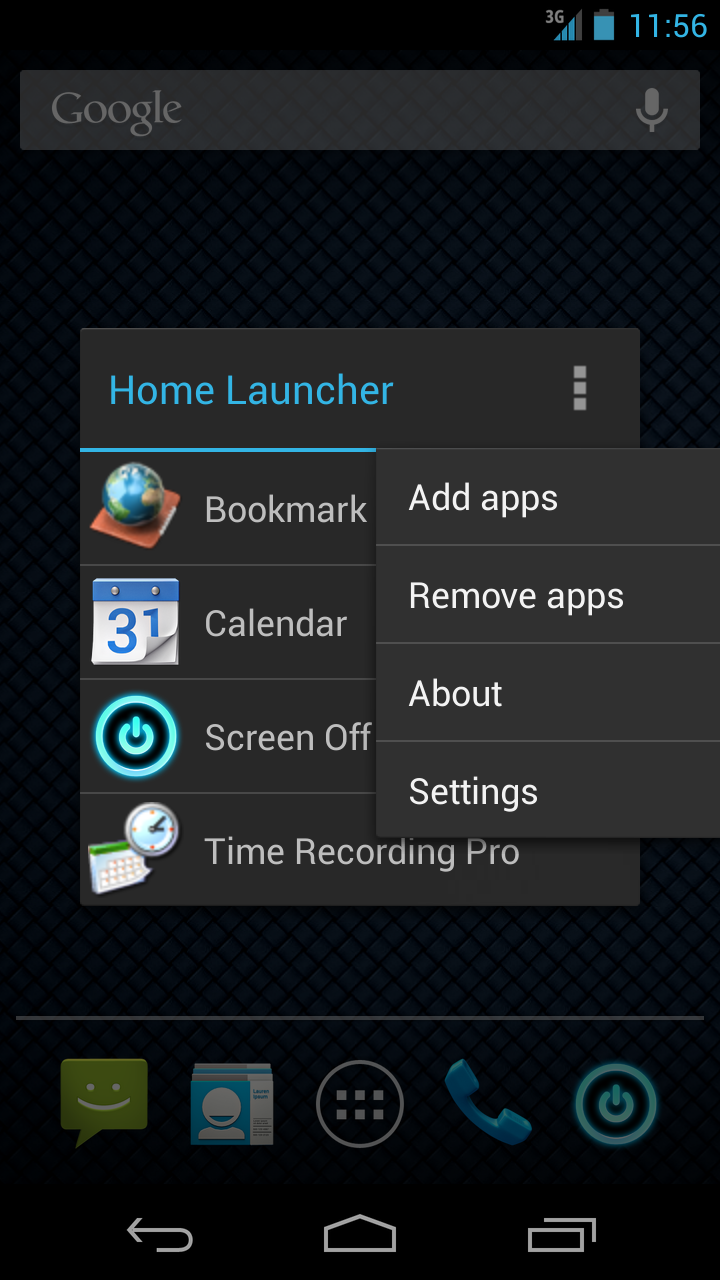 3G
11:56
Google
Home Launcher
Bookmark
Add apps
Remove apps
31
Calendar
About
Screen Off
Settings
Time Recording Pro